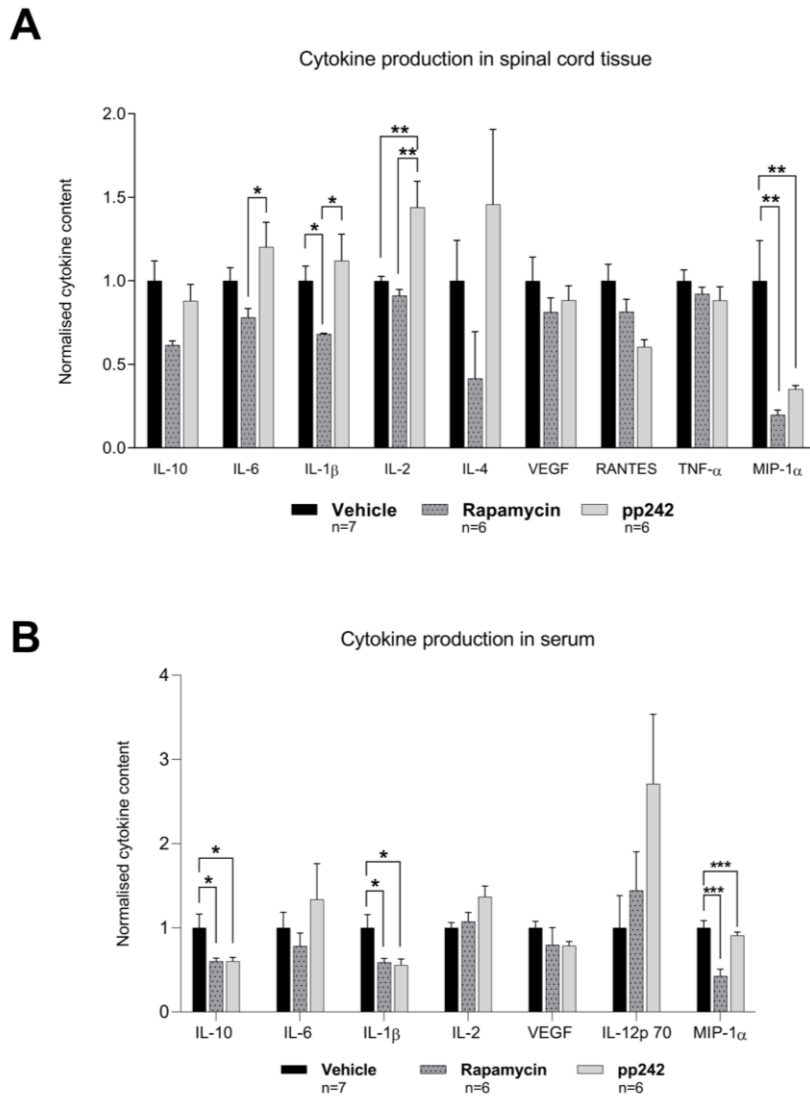 A
Cytokine production in spinal cord tissue
Normalised cytokine content
2.0
1.5
1.0
0.5
0.0
*
*
*
**
**
**
**
IL-10 IL-6 IL-1β IL-2 IL-4 VEGF RANTES TNF-α MIP-1α
Vehicle Rapamycin pp242
n=7 n=6 n=6
B
Cytokine production in serum
Normalised cytokine content
4
3
2
1
0
*
*
*
*
***
***
IL-10 IL-6 IL-1β IL-2 VEGF IL-12p 70 MIP-1α
Vehicle Rapamycin pp242
n=7 n=6 n=6